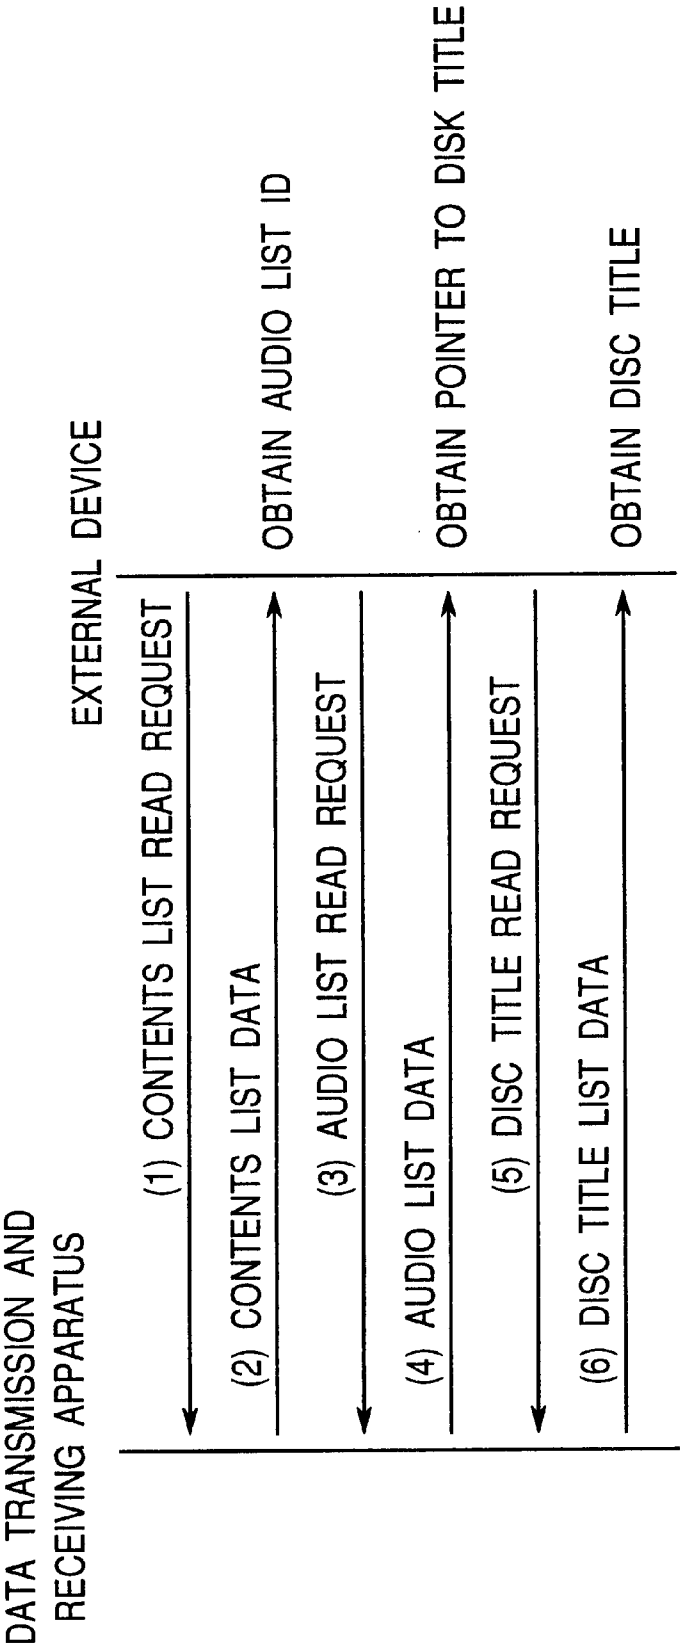 DATA TRANSMISSION AND
RECEIVING APPARATUS
EXTERNAL DEVICE
(1) CONTENTS LIST READ REQUEST
(2) CONTENTS LIST DATA
OBTAIN AUDIO LIST ID
(3) AUDIO LIST READ REQUEST
(4) AUDIO LIST DATA
OBTAIN POINTER TO DISK TITLE
(5) DISC TITLE READ REQUEST
(6) DISC TITLE LIST DATA
OBTAIN DISC TITLE